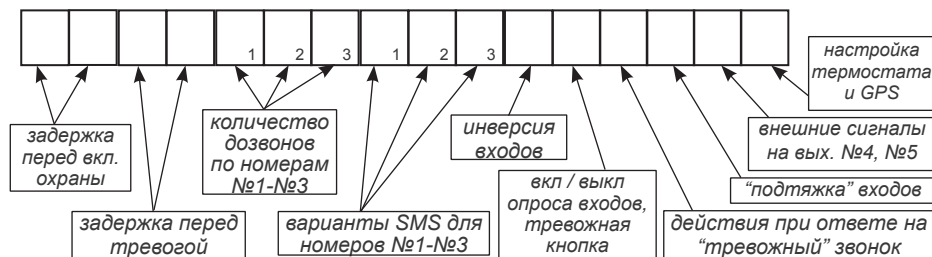 1 2 3 1 2 3
задержка
перед вкл.
охраны
задержка перед
тревогой
количество
дозвонов
по номерам
№1-№3
варианты SMS для
номеров №1-№3
инверсия
входов
вкл / выкл
опроса входов,
тревожная
кнопка
действия при ответе на
“тревожный” звонок
“подтяжка” входов
внешние сигналы
на вых. №4, №5
настройка
термостата
и GPS